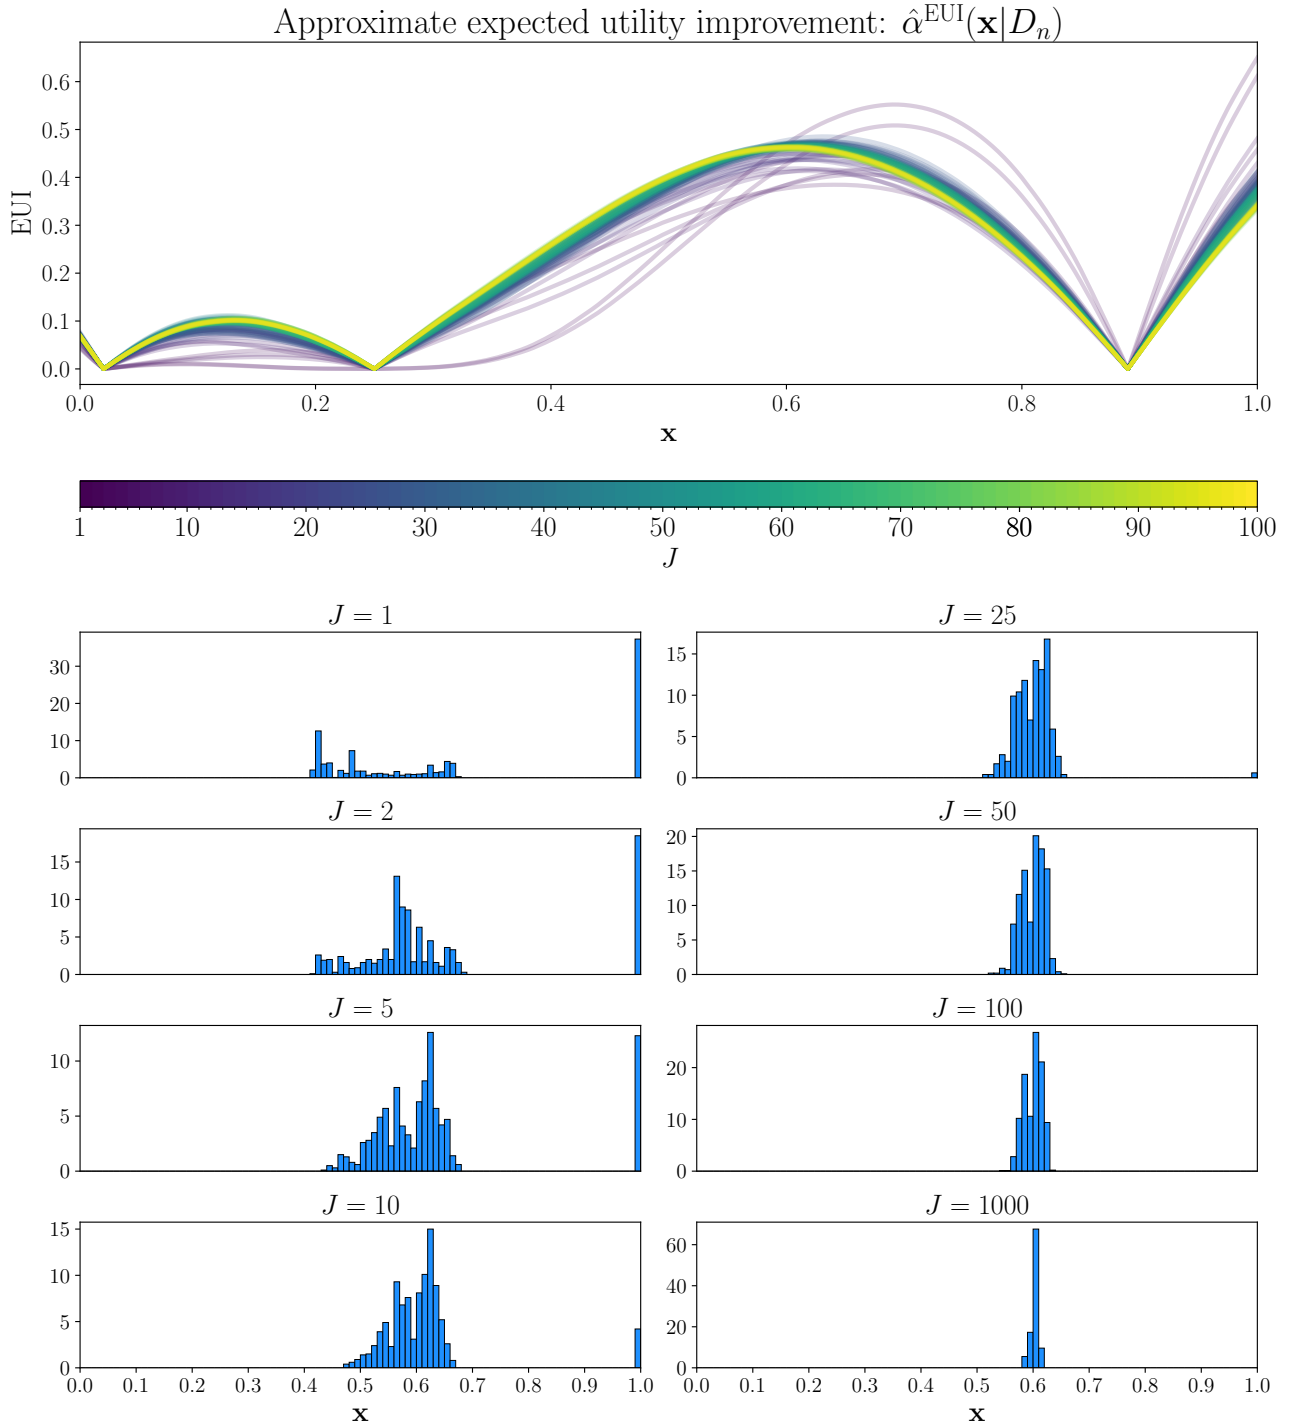 Approximate expected utility improvement: α̂^EUI(x|D_n)
0.6
0.5
0.4
0.3
0.2
0.1
0.0
EUI
0.0 0.2 0.4 0.6 0.8 1.0
x
1 10 20 30 40 50 60 70 80 90 100
J
J = 1
30
20
10
0
J = 25
15
10
5
0
J = 2
15
10
5
0
J = 50
20
15
10
5
0
J = 5
10
5
0
J = 100
20
10
0
J = 10
15
10
5
0
0.0 0.1 0.2 0.3 0.4 0.5 0.6 0.7 0.8 0.9 1.0
x
J = 1000
60
40
20
0
0.0 0.1 0.2 0.3 0.4 0.5 0.6 0.7 0.8 0.9 1.0
x